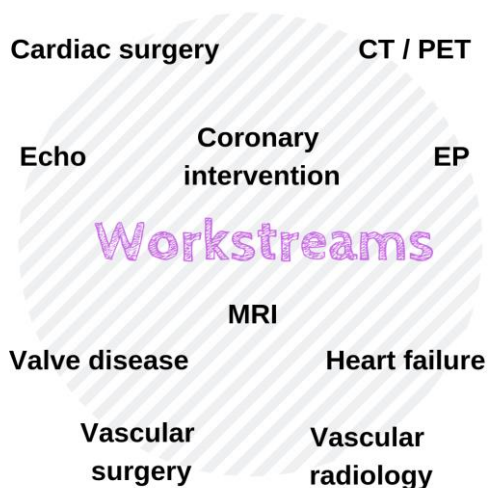 Cardiac surgery
CT / PET
Echo
Coronary
intervention
EP
Workstreams
MRI
Valve disease
Heart failure
Vascular
surgery
Vascular
radiology